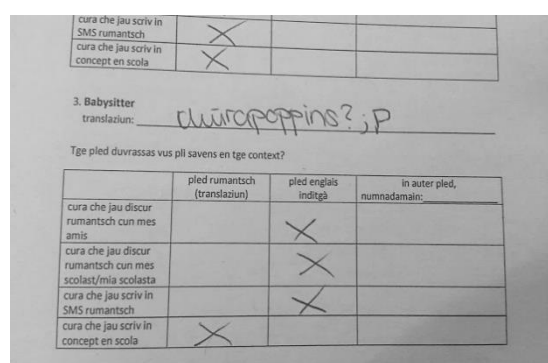 cura che jau scriv in
SMS rumantsch
cura che jau scriv in
concept en scola
3. Babysitter
translaziun: chürapoppins? ;P
Tge pled duvrassas vus pli savens en tge context?
pled rumantsch
(translaziun)
pled englais
inditgà
in auter pled,
numnadamain:
cura che jau discur
rumantsch cun mes
amis
cura che jau discur
rumantsch cun mes
scolast/mia scolasta
cura che jau scriv in
SMS rumantsch
cura che jau scriv in
concept en scola